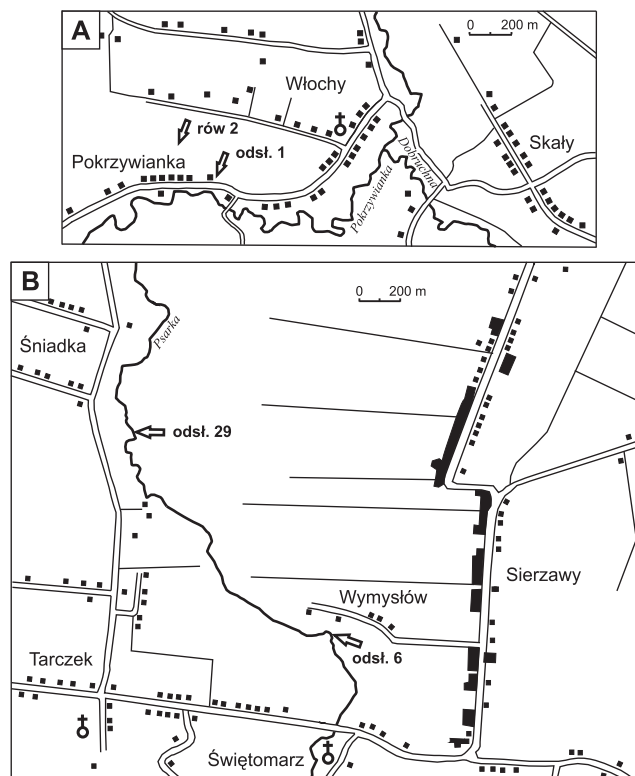 A
0 200 m
Włochy
rów 2
odsł. 1
Skały
Pokrzywianka
Dobruchna
Pokrzywianka
B
0 200 m
Psarka
Śniadka
odsł. 29
Sierzawy
Wymysłów
Tarczek
odsł. 6
Świętomarz